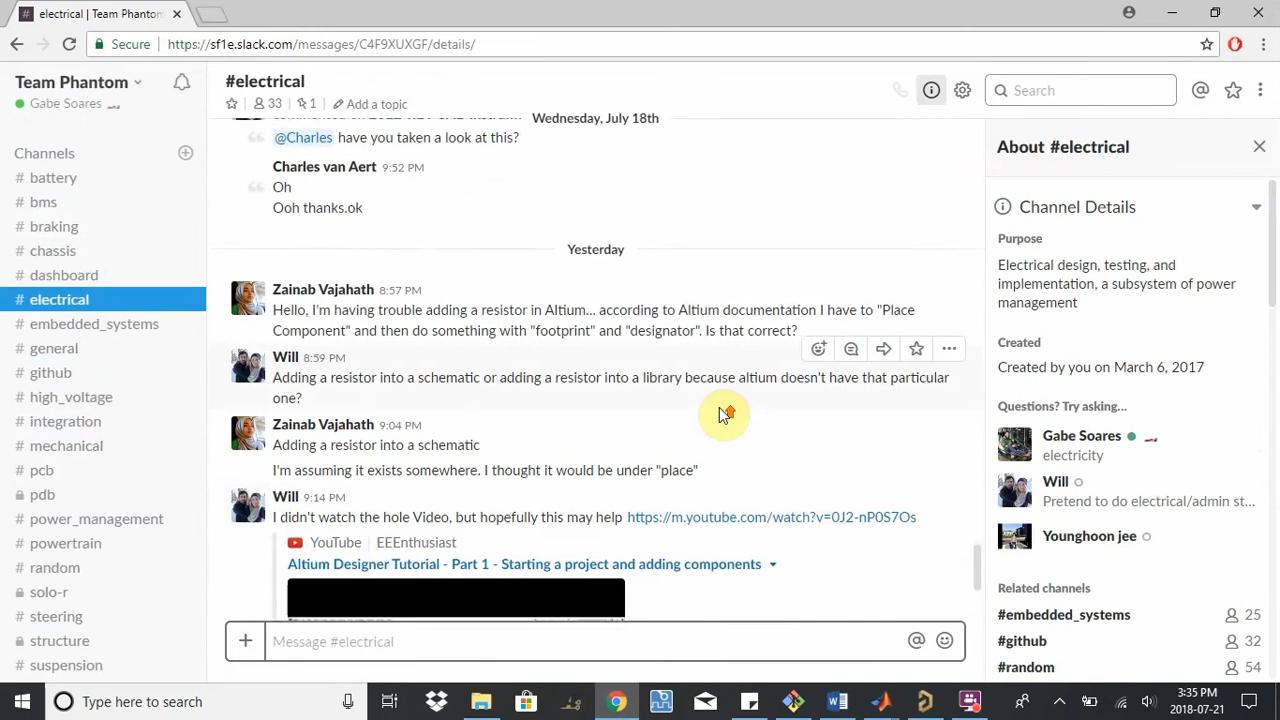 electrical | Team Phantom
Secure
https://sf1e.slack.com/messages/C4F9XUXGF/details/
Team Phantom
Gabe Soares
Channels
# battery
# bms
# braking
# chassis
# dashboard
# electrical
# embedded_systems
# general
# github
# high_voltage
# integration
# mechanical
# pcb
pdb
# power_management
# powertrain
# random
solo-r
# steering
structure
# suspension
#electrical
33
1
Add a topic
Search
Wednesday, July 18th
@Charles have you taken a look at this?
Charles van Aert 9:52 PM
Oh
Ooh thanks.ok
Yesterday
Zainab Vajahath 8:57 PM
Hello, I'm having trouble adding a resistor in Altium... according to Altium documentation I have to "Place
Component" and then do something with "footprint" and "designator". Is that correct?
Will 8:59 PM
Adding a resistor into a schematic or adding a resistor into a library because altium doesn't have that particular
one?
Zainab Vajahath 9:04 PM
Adding a resistor into a schematic
I'm assuming it exists somewhere. I thought it would be under "place"
Will 9:14 PM
I didn't watch the hole Video, but hopefully this may help https://m.youtube.com/watch?v=0J2-nP0S7Os
YouTube | EEEnthusiast
Altium Designer Tutorial - Part 1 - Starting a project and adding components
Message #electrical
About #electrical
Channel Details
Purpose
Electrical design, testing, and
implementation, a subsystem of power
management
Created
Created by you on March 6, 2017
Questions? Try asking...
Gabe Soares
electricity
Will
Pretend to do electrical/admin st...
Younghoon jee
Related channels
#embedded_systems 25
#github 32
#random 54
Type here to search
3:35 PM
2018-07-21